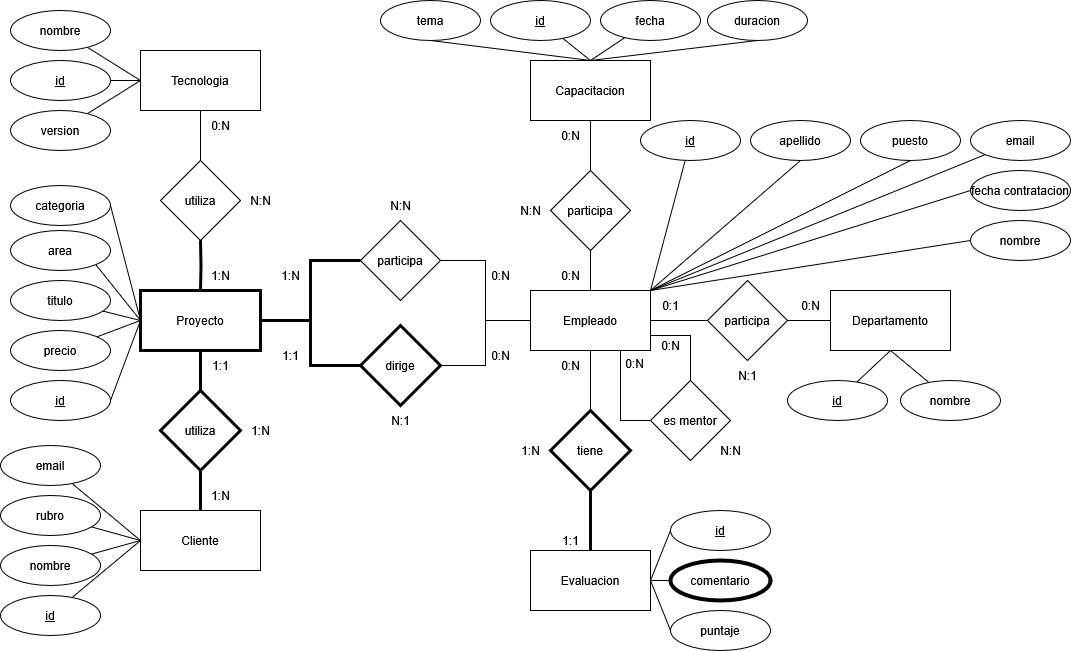 tema
id
fecha
duracion
nombre
id
version
Tecnologia
0:N
utiliza
N:N
1:N
Capacitacion
0:N
participa
N:N
0:N
id
apellido
puesto
email
fecha contratacion
nombre
categoria
area
titulo
precio
id
Proyecto
1:N
1:1
N:N
participa
0:N
dirige
0:N
N:1
Empleado
0:1
participa
0:N
N:1
Departamento
id
nombre
0:N
0:N
es mentor
N:N
0:N
1:N
tiene
1:1
1:1
utiliza
1:N
1:N
email
rubro
nombre
id
Cliente
Evaluacion
id
comentario
puntaje